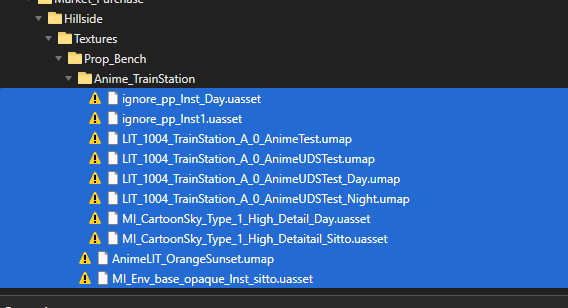 Market_Purchase
Hillside
Textures
Prop_Bench
Anime_TrainStation
ignore_pp_Inst_Day.uasset
ignore_pp_Inst1.uasset
LIT_1004_TrainStation_A_0_AnimeTest.umap
LIT_1004_TrainStation_A_0_AnimeUDSTest.umap
LIT_1004_TrainStation_A_0_AnimeUDSTest_Day.umap
LIT_1004_TrainStation_A_0_AnimeUDSTest_Night.umap
MI_CartoonSky_Type_1_High_Detail_Day.uasset
MI_CartoonSky_Type_1_High_Detaitail_Sitto.uasset
AnimeLIT_OrangeSunset.umap
MI_Env_base_opaque_Inst_sitto.uasset